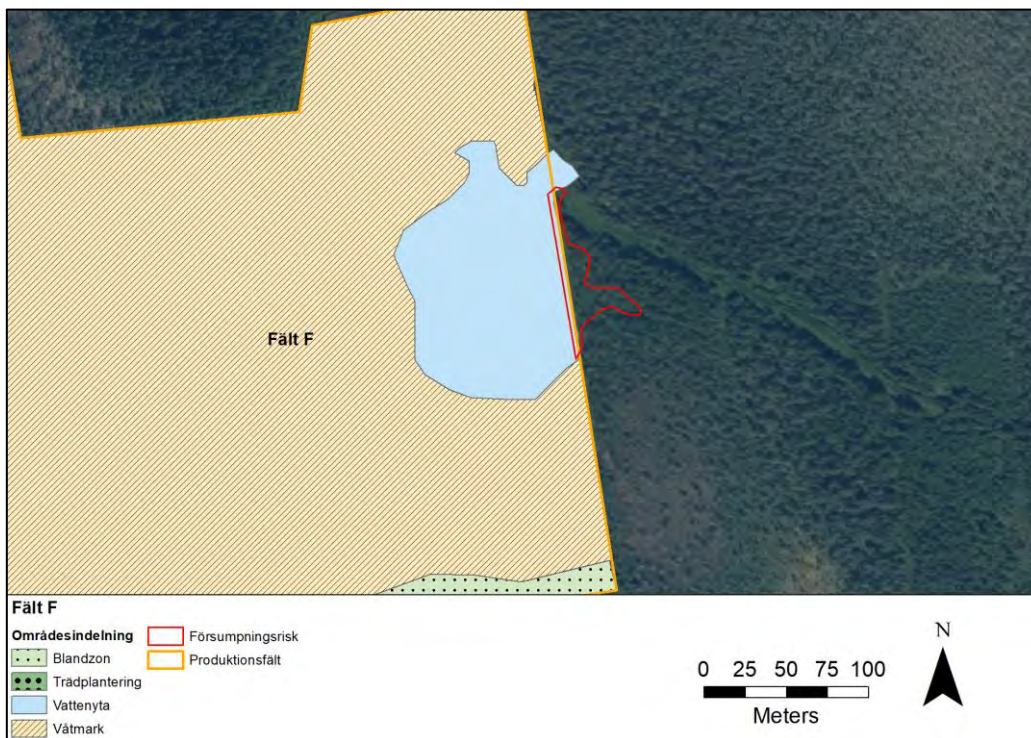 Fält F
Fält F
Områdesindelning
Blandzon
Trädplantering
Vattenyta
Våtmark
Försumpningsrisk
Produktionsfält
0 25 50 75 100
Meters
N